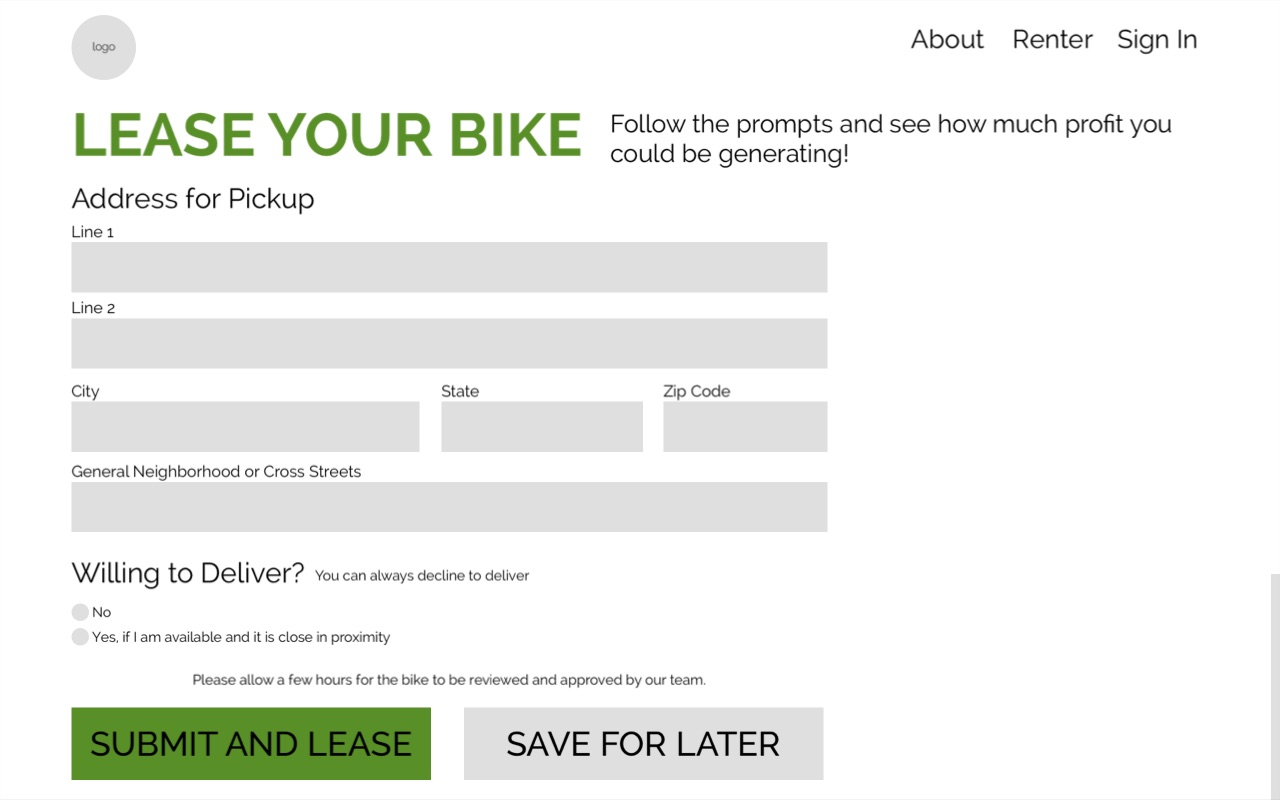 logo
About Renter Sign In
LEASE YOUR BIKE
Follow the prompts and see how much profit you
could be generating!
Address for Pickup
Line 1
Line 2
City State Zip Code
General Neighborhood or Cross Streets
Willing to Deliver? You can always decline to deliver
No
Yes, if I am available and it is close in proximity
Please allow a few hours for the bike to be reviewed and approved by our team.
SUBMIT AND LEASE SAVE FOR LATER